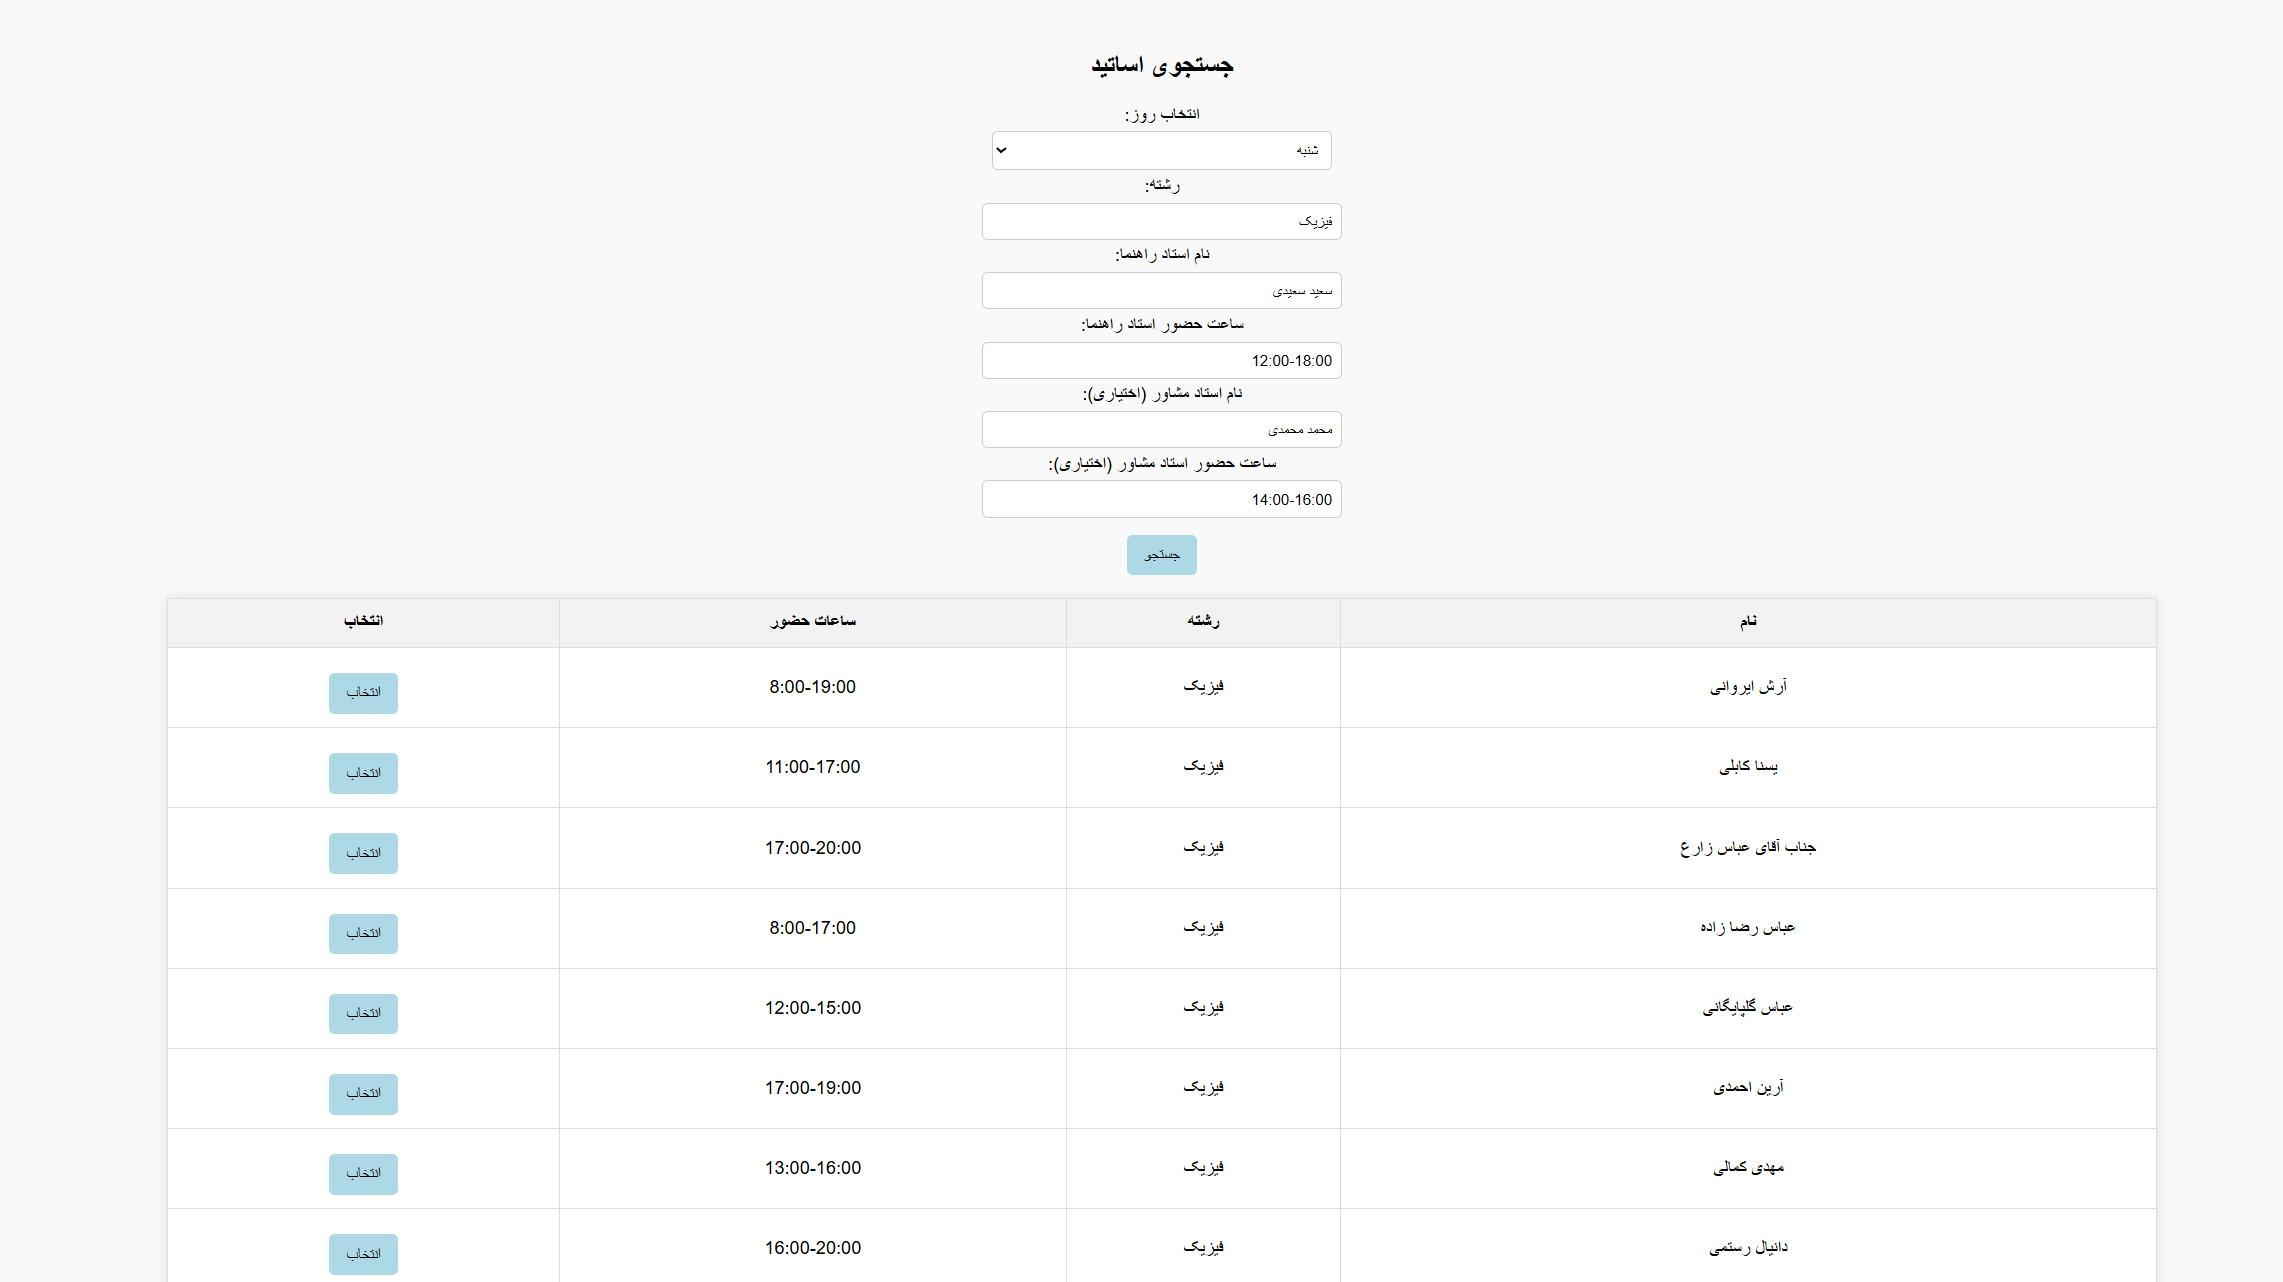 جستجوی اساتید
انتخاب روز:
شنبه
رشته:
فیزیک
نام استاد راهنما:
سعید سعیدی
ساعت حضور استاد راهنما:
12:00-18:00
نام استاد مشاور (اختیاری):
محمد محمدی
ساعت حضور استاد مشاور (اختیاری):
14:00-16:00
جستجو
نام رشته ساعات حضور انتخاب
آرش ایروانی فیزیک 8:00-19:00 انتخاب
یسنا کابلی فیزیک 11:00-17:00 انتخاب
جناب آقای عباس زارع فیزیک 17:00-20:00 انتخاب
عباس رضا زاده فیزیک 8:00-17:00 انتخاب
عباس گلپایگانی فیزیک 12:00-15:00 انتخاب
آرین احمدی فیزیک 17:00-19:00 انتخاب
مهدی کمالی فیزیک 13:00-16:00 انتخاب
دانیال رستمی فیزیک 16:00-20:00 انتخاب